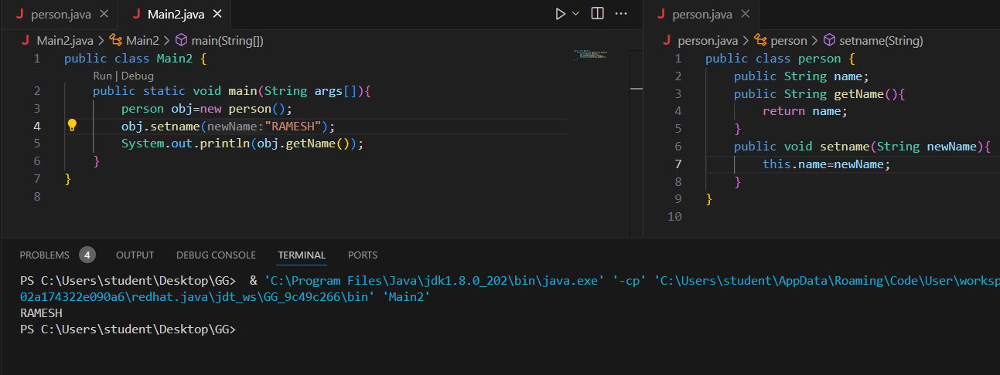 person.java Main2.java
Main2.java > Main2 > main(String[])
1 public class Main2 {
Run | Debug
2 public static void main(String args[]){
3 person obj=new person();
4 obj.setname(newName:"RAMESH");
5 System.out.println(obj.getName());
6 }
7 }
8
person.java
person.java > person > setname(String)
1 public class person {
2 public String name;
3 public String getName(){
4 return name;
5 }
6 public void setname(String newName){
7 this.name=newName;
8 }
9 }
10
PROBLEMS 4 OUTPUT DEBUG CONSOLE TERMINAL PORTS
PS C:\Users\student\Desktop\GG>  & 'C:\Program Files\Java\jdk1.8.0_202\bin\java.exe' '-cp' 'C:\Users\student\AppData\Roaming\Code\User\worksp
02a174322e090a6\redhat.java\jdt_ws\GG_9c49c266\bin' 'Main2'
RAMESH
PS C:\Users\student\Desktop\GG>